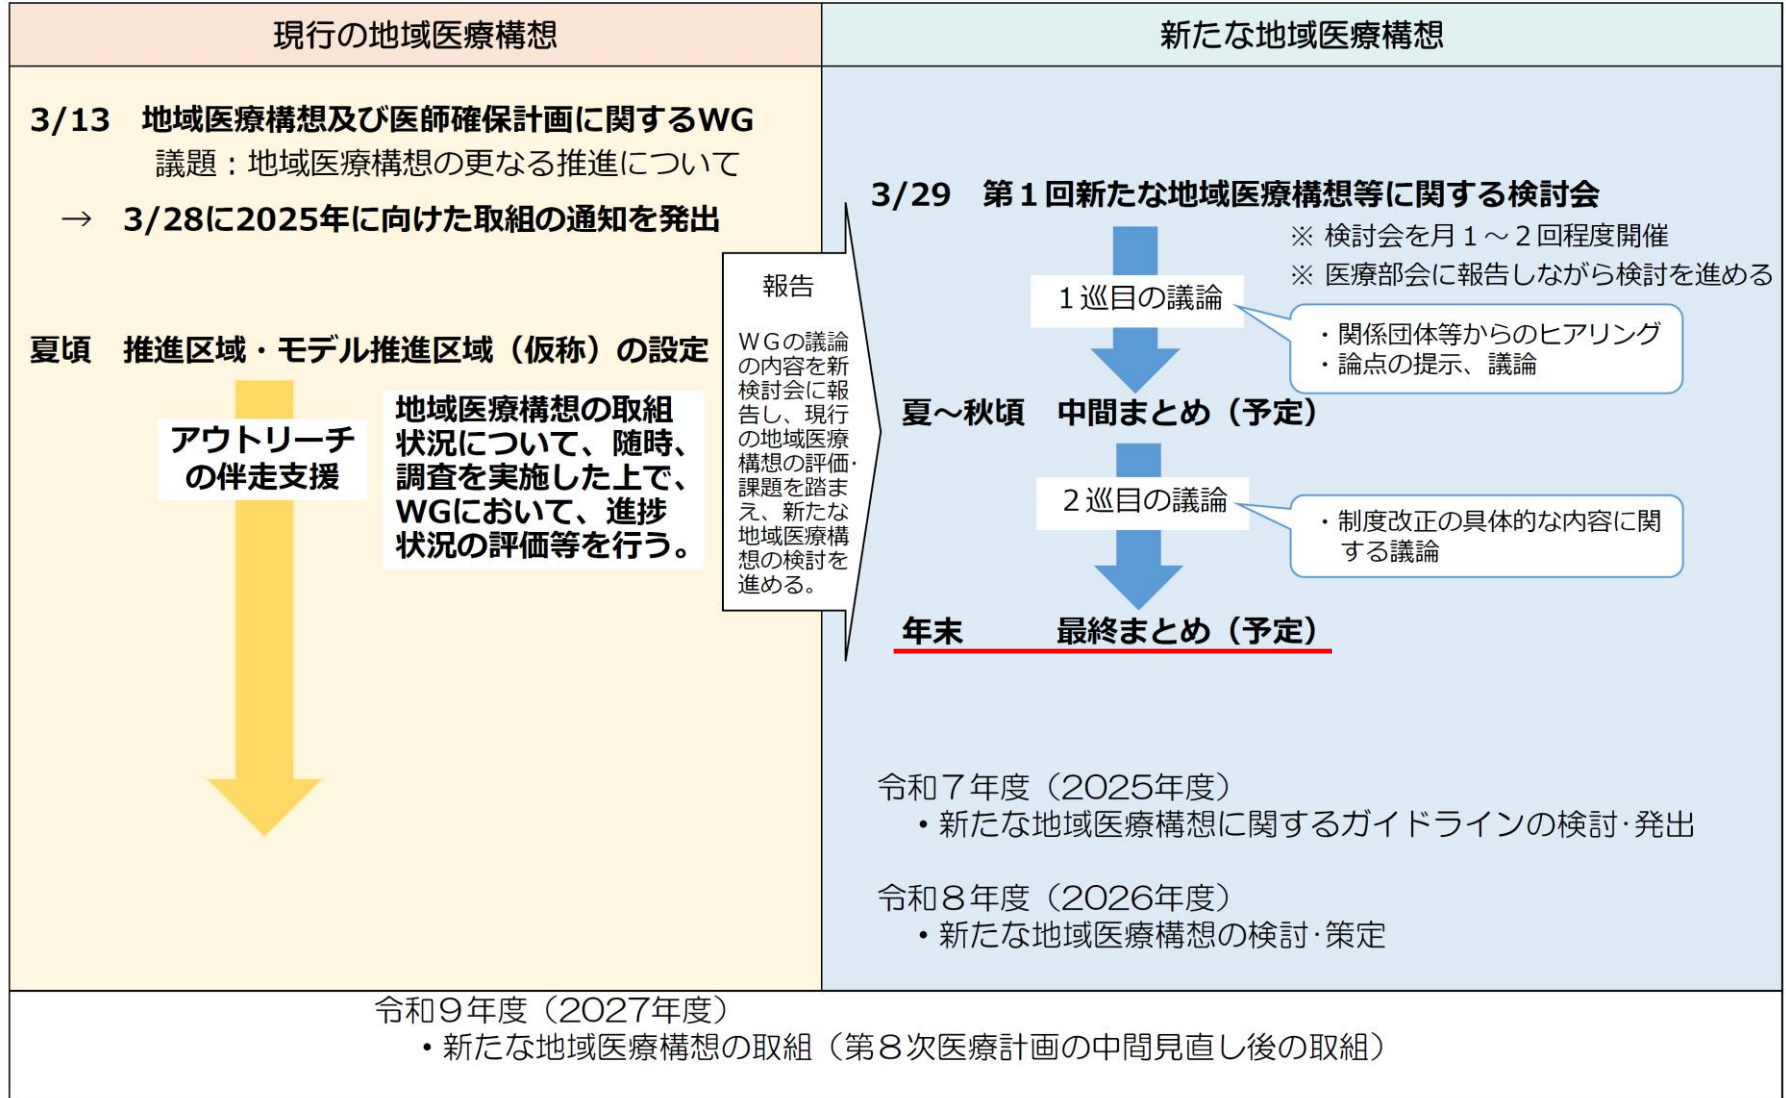 現行の地域医療構想
3/13 地域医療構想及び医師確保計画に関するWG
議題：地域医療構想の更なる推進について
→ 3/28に2025年に向けた取組の通知を発出
夏頃 推進区域・モデル推進区域（仮称）の設定
アウトリーチ
の伴走支援
地域医療構想の取組
状況について、随時、
調査を実施した上で、
WGにおいて、進捗
状況の評価等を行う。
報告
ＷＧの議論
の内容を新
検討会に報
告し、現行
の地域医療
構想の評価・
課題を踏ま
え、新たな
地域医療構
想の検討を
進める。
新たな地域医療構想
3/29 第１回新たな地域医療構想等に関する検討会
※ 検討会を月１～２回程度開催
※ 医療部会に報告しながら検討を進める
１巡目の議論
・関係団体等からのヒアリング
・論点の提示、議論
夏～秋頃 中間まとめ（予定）
２巡目の議論
・制度改正の具体的な内容に関
する議論
年末 最終まとめ（予定）
令和７年度（2025年度）
・新たな地域医療構想に関するガイドラインの検討・発出
令和８年度（2026年度）
・新たな地域医療構想の検討・策定
令和９年度（2027年度）
・新たな地域医療構想の取組（第８次医療計画の中間見直し後の取組）